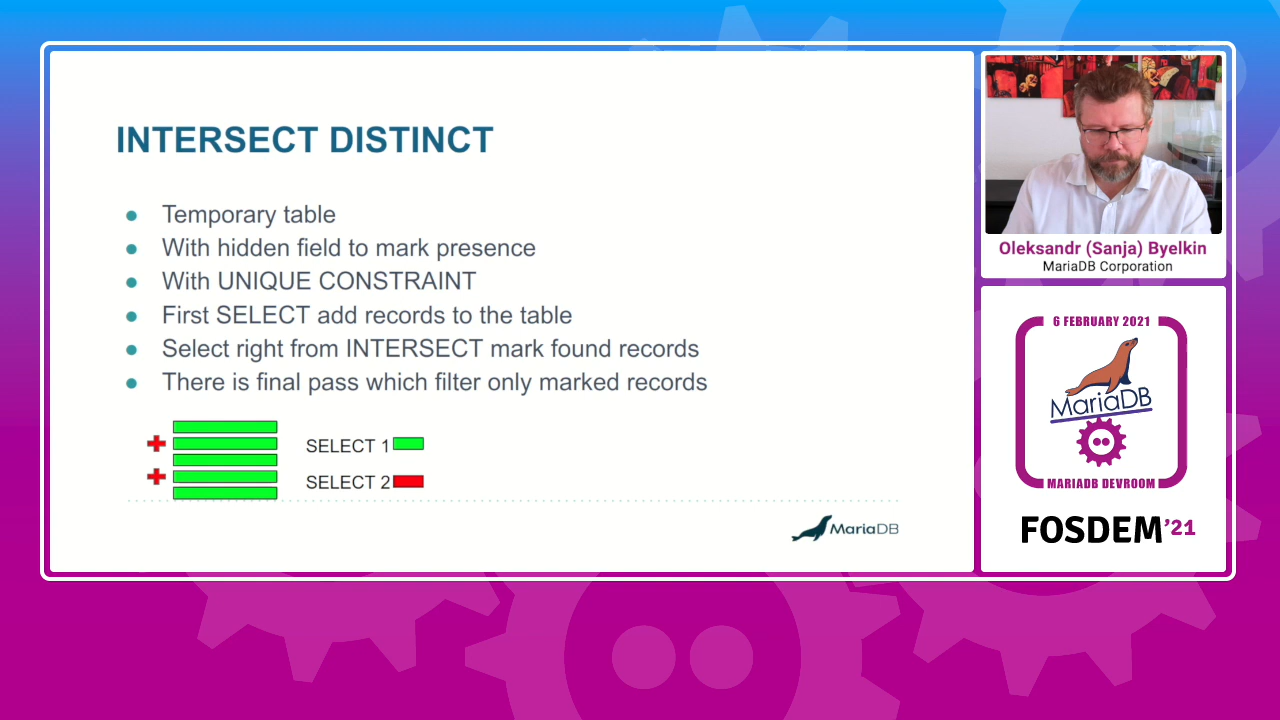 INTERSECT DISTINCT
Temporary table
With hidden field to mark presence
With UNIQUE CONSTRAINT
First SELECT add records to the table
Select right from INTERSECT mark found records
There is final pass which filter only marked records
SELECT 1
SELECT 2
MariaDB
Oleksandr (Sanja) Byelkin
MariaDB Corporation
6 FEBRUARY 2021
MariaDB
MARIADB DEVROOM
FOSDEM'21